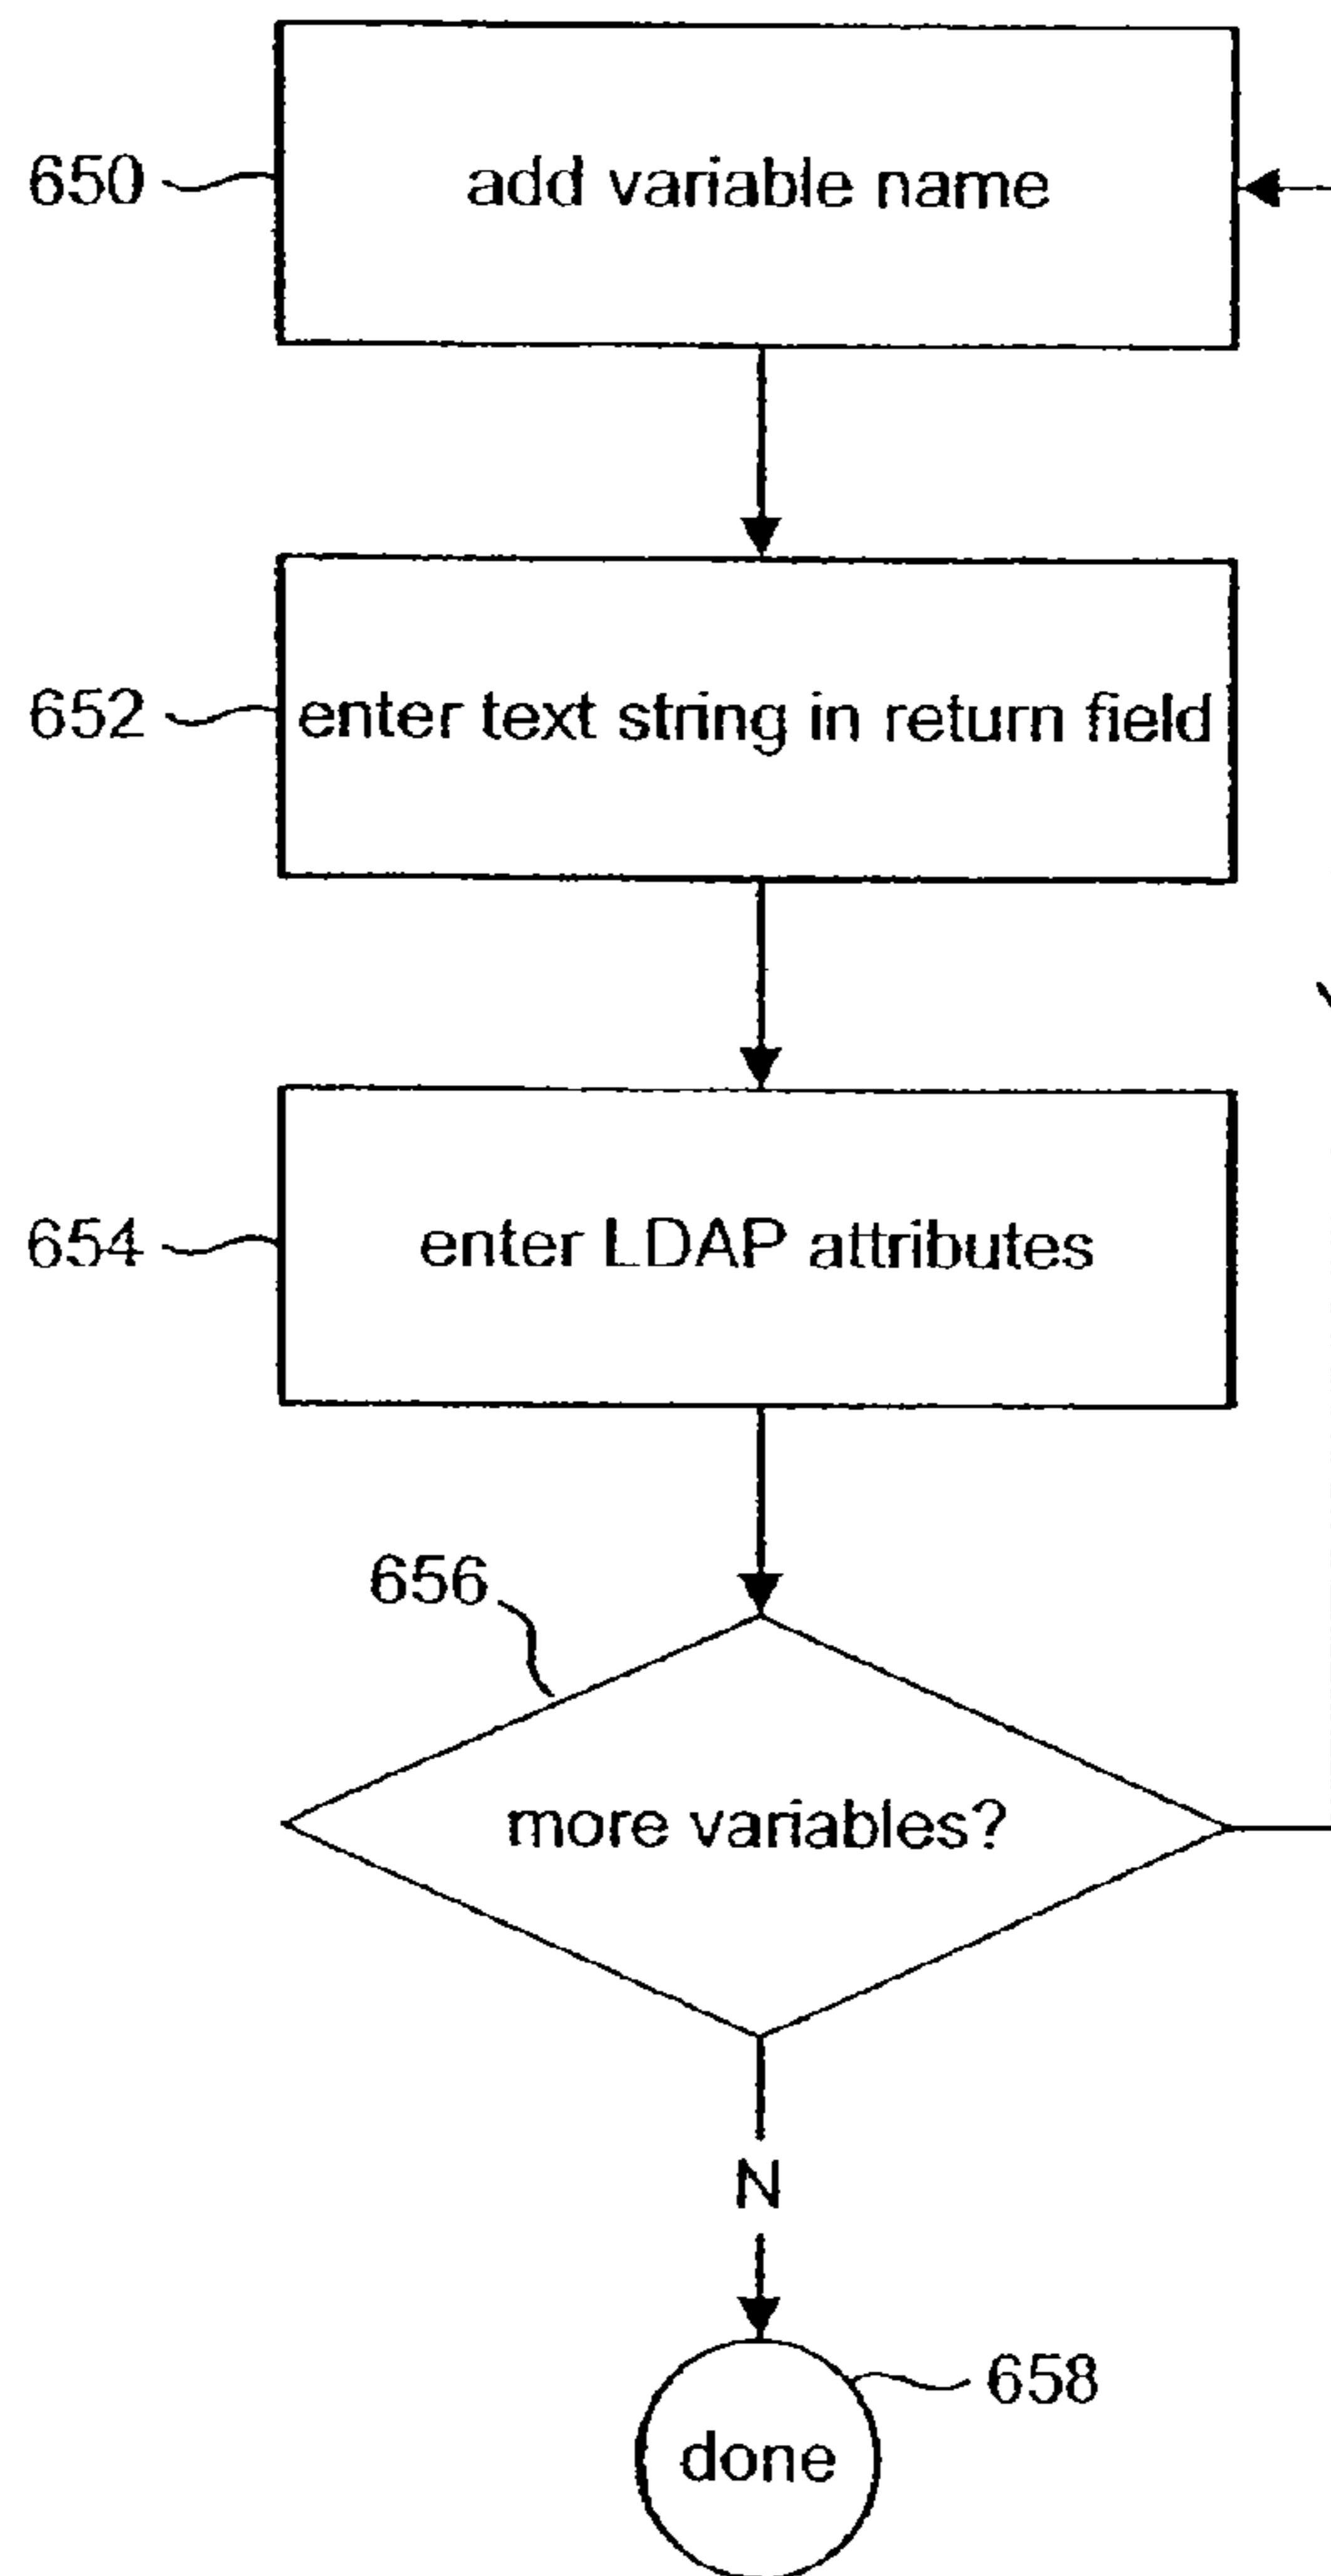 650
add variable name
652
enter text string in return field
654
enter LDAP attributes
656
more variables?
N
658
done